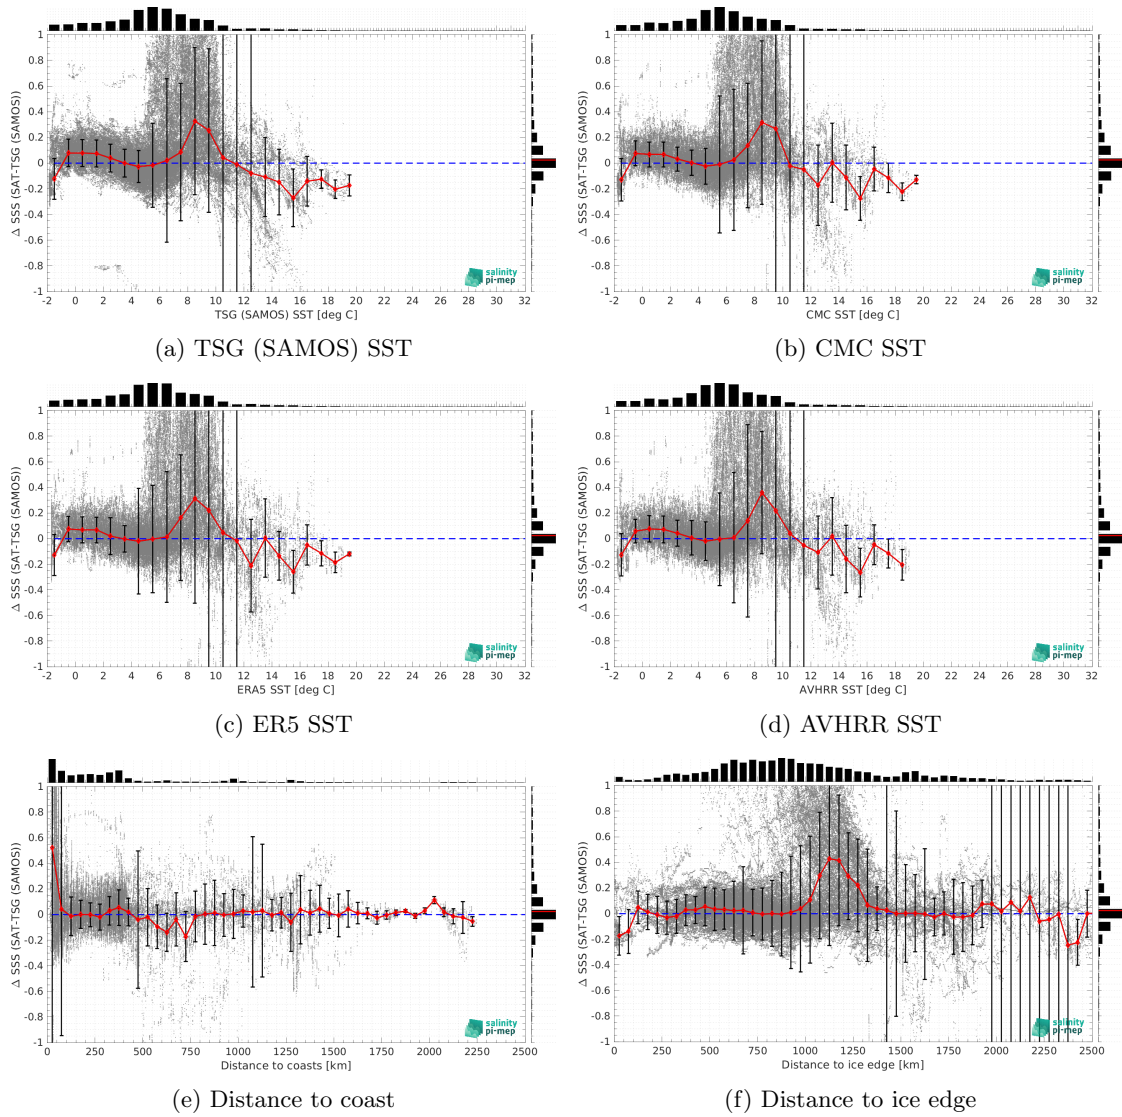 1
0.8
0.6
0.4
0.2
0
-0.2
-0.4
-0.6
-0.8
-1
Δ SSS (SAT-TSG (SAMOS))
salinity
pi-mep
-2 0 2 4 6 8 10 12 14 16 18 20 22 24 26 28 30 32
TSG (SAMOS) SST [deg C]
(a) TSG (SAMOS) SST
1
0.8
0.6
0.4
0.2
0
-0.2
-0.4
-0.6
-0.8
-1
Δ SSS (SAT-TSG (SAMOS))
salinity
pi-mep
-2 0 2 4 6 8 10 12 14 16 18 20 22 24 26 28 30 32
CMC SST [deg C]
(b) CMC SST
1
0.8
0.6
0.4
0.2
0
-0.2
-0.4
-0.6
-0.8
-1
Δ SSS (SAT-TSG (SAMOS))
salinity
pi-mep
-2 0 2 4 6 8 10 12 14 16 18 20 22 24 26 28 30 32
ERA5 SST [deg C]
(c) ER5 SST
1
0.8
0.6
0.4
0.2
0
-0.2
-0.4
-0.6
-0.8
-1
Δ SSS (SAT-TSG (SAMOS))
salinity
pi-mep
-2 0 2 4 6 8 10 12 14 16 18 20 22 24 26 28 30 32
AVHRR SST [deg C]
(d) AVHRR SST
1
0.8
0.6
0.4
0.2
0
-0.2
-0.4
-0.6
-0.8
-1
Δ SSS (SAT-TSG (SAMOS))
salinity
pi-mep
0 250 500 750 1000 1250 1500 1750 2000 2250 2500
Distance to coasts [km]
(e) Distance to coast
1
0.8
0.6
0.4
0.2
0
-0.2
-0.4
-0.6
-0.8
-1
Δ SSS (SAT-TSG (SAMOS))
salinity
pi-mep
0 250 500 750 1000 1250 1500 1750 2000 2250 2500
Distance to ice edge [km]
(f) Distance to ice edge